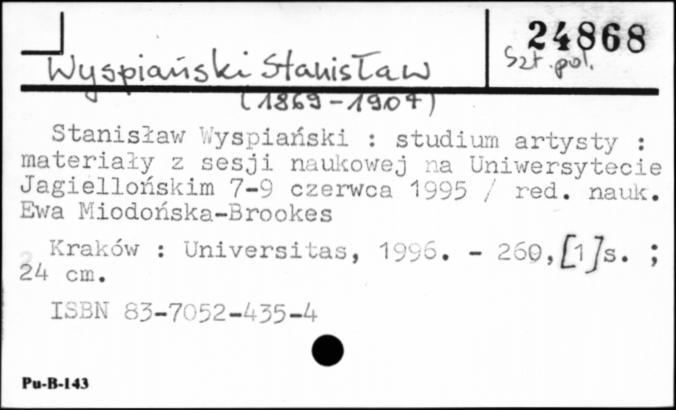 24868
Wyspiański Stanisław
Szt. pol.
(1869-1907)
Stanisław Wyspiański : studium artysty :
materiały z sesji naukowej na Uniwersytecie
Jagiellońskim 7-9 czerwca 1995 / red. nauk.
Ewa Miodońska-Brookes
Kraków : Universitas, 1996. - 260,[1]s. ;
24 cm.
ISBN 83-7052-435-4
Pu-B-143